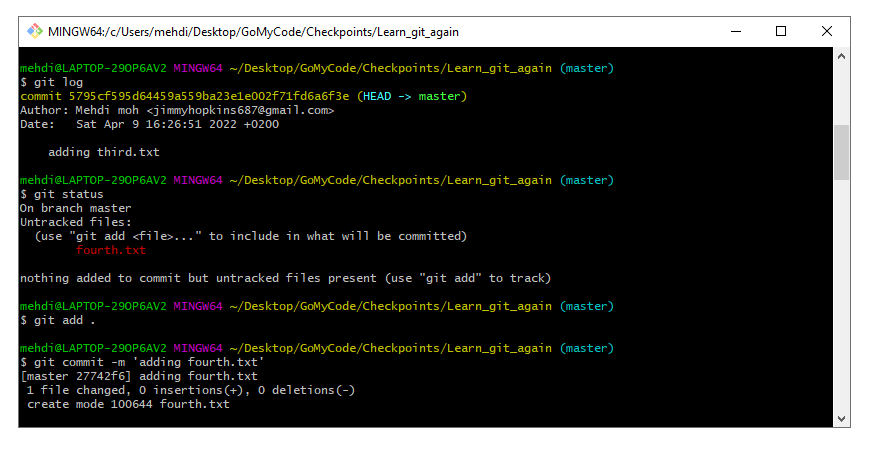 MINGW64:/c/Users/mehdi/Desktop/GoMyCode/Checkpoints/Learn_git_again
mehdi@LAPTOP-29OP6AV2 MINGW64 ~/Desktop/GoMyCode/Checkpoints/Learn_git_again (master)
$ git log
commit 5795cf595d64459a559ba23e1e002f71fd6a6f3e (HEAD -> master)
Author: Mehdi moh <jimmyhopkins687@gmail.com>
Date:   Sat Apr 9 16:26:51 2022 +0200
    adding third.txt
mehdi@LAPTOP-29OP6AV2 MINGW64 ~/Desktop/GoMyCode/Checkpoints/Learn_git_again (master)
$ git status
On branch master
Untracked files:
  (use "git add <file>..." to include in what will be committed)
        fourth.txt
nothing added to commit but untracked files present (use "git add" to track)
mehdi@LAPTOP-29OP6AV2 MINGW64 ~/Desktop/GoMyCode/Checkpoints/Learn_git_again (master)
$ git add .
mehdi@LAPTOP-29OP6AV2 MINGW64 ~/Desktop/GoMyCode/Checkpoints/Learn_git_again (master)
$ git commit -m 'adding fourth.txt'
[master 27742f6] adding fourth.txt
 1 file changed, 0 insertions(+), 0 deletions(-)
 create mode 100644 fourth.txt